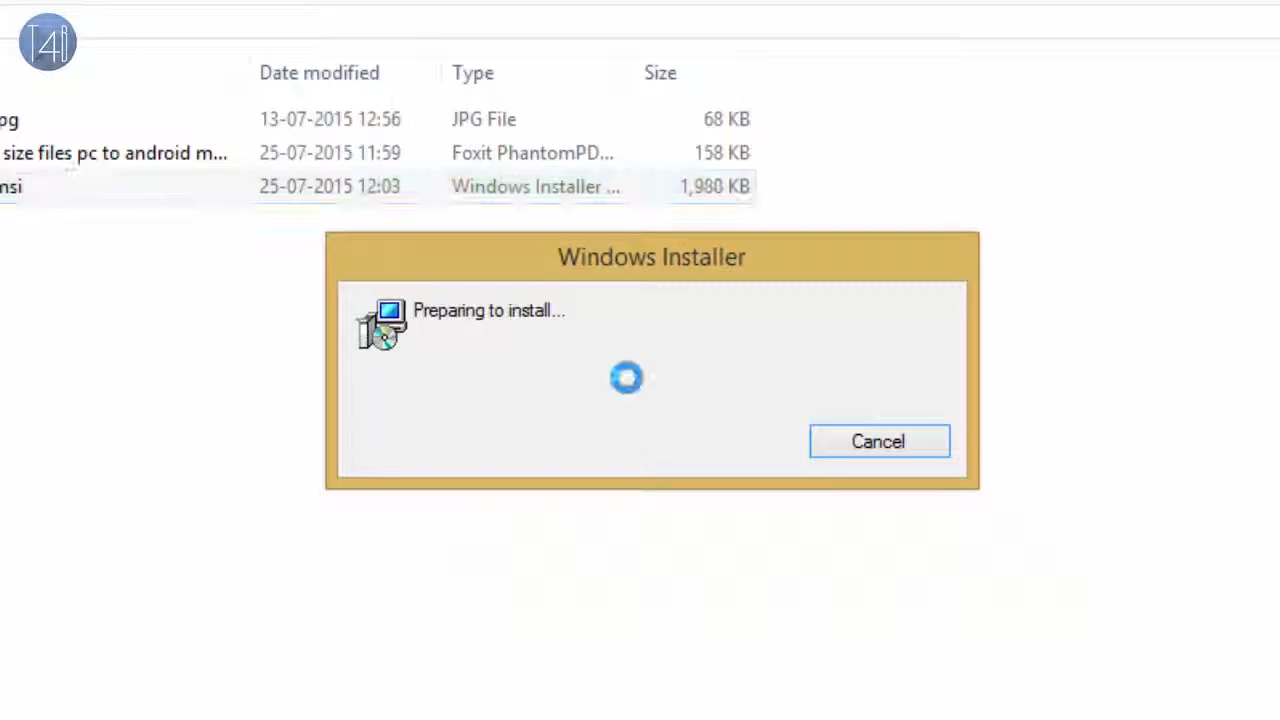 T4B
Date modified Type Size
pg 13-07-2015 12:56 JPG File 68 KB
size files pc to android m... 25-07-2015 11:59 Foxit PhantomPD... 158 KB
msi 25-07-2015 12:03 Windows Installer ... 1,980 KB
Windows Installer
Preparing to install...
Cancel